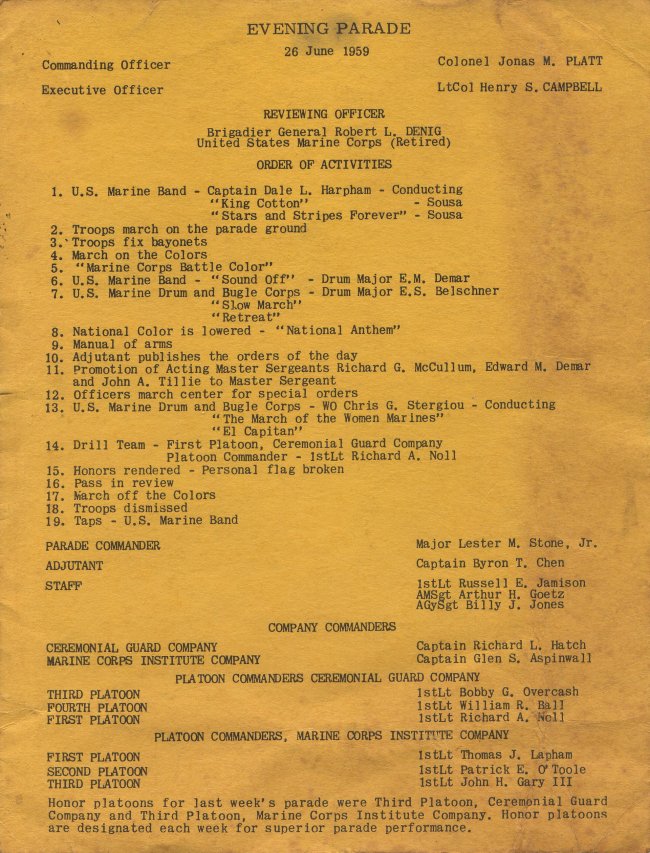 EVENING PARADE
26 June 1959
Commanding Officer Colonel Jonas M. PLATT
Executive Officer LtCol Henry S. CAMPBELL
REVIEWING OFFICER
Brigadier General Robert L. DENIG
United States Marine Corps (Retired)
ORDER OF ACTIVITIES
1. U.S. Marine Band - Captain Dale L. Harpham - Conducting
"King Cotton" - Sousa
"Stars and Stripes Forever" - Sousa
2. Troops march on the parade ground
3. Troops fix bayonets
4. March on the Colors
5. "Marine Corps Battle Color"
6. U.S. Marine Band - "Sound Off" - Drum Major E.M. Demar
7. U.S. Marine Drum and Bugle Corps - Drum Major E.S. Belschner
"Slow March"
"Retreat"
8. National Color is lowered - "National Anthem"
9. Manual of arms
10. Adjutant publishes the orders of the day
11. Promotion of Acting Master Sergeants Richard G. McCullum, Edward M. Demar
and John A. Tillie to Master Sergeant
12. Officers march center for special orders
13. U.S. Marine Drum and Bugle Corps - WO Chris G. Stergiou - Conducting
"The March of the Women Marines"
"El Capitan"
14. Drill Team - First Platoon, Ceremonial Guard Company
Platoon Commander - 1stLt Richard A. Noll
15. Honors rendered - Personal flag broken
16. Pass in review
17. March off the Colors
18. Troops dismissed
19. Taps - U.S. Marine Band
PARADE COMMANDER Major Lester M. Stone, Jr.
ADJUTANT Captain Byron T. Chen
STAFF 1stLt Russell E. Jamison
AMSgt Arthur H. Goetz
AGySgt Billy J. Jones
COMPANY COMMANDERS
CEREMONIAL GUARD COMPANY Captain Richard L. Hatch
MARINE CORPS INSTITUTE COMPANY Captain Glen S. Aspinwall
PLATOON COMMANDERS CEREMONIAL GUARD COMPANY
THIRD PLATOON 1stLt Bobby G. Overcash
FOURTH PLATOON 1stLt William R. Ball
FIRST PLATOON 1stLt Richard A. Noll
PLATOON COMMANDERS, MARINE CORPS INSTITUTE COMPANY
FIRST PLATOON 1stLt Thomas J. Lapham
SECOND PLATOON 1stLt Patrick E. O'Toole
THIRD PLATOON 1stLt John H. Gary III
Honor platoons for last week's parade were Third Platoon, Ceremonial Guard
Company and Third Platoon, Marine Corps Institute Company. Honor platoons
are designated each week for superior parade performance.